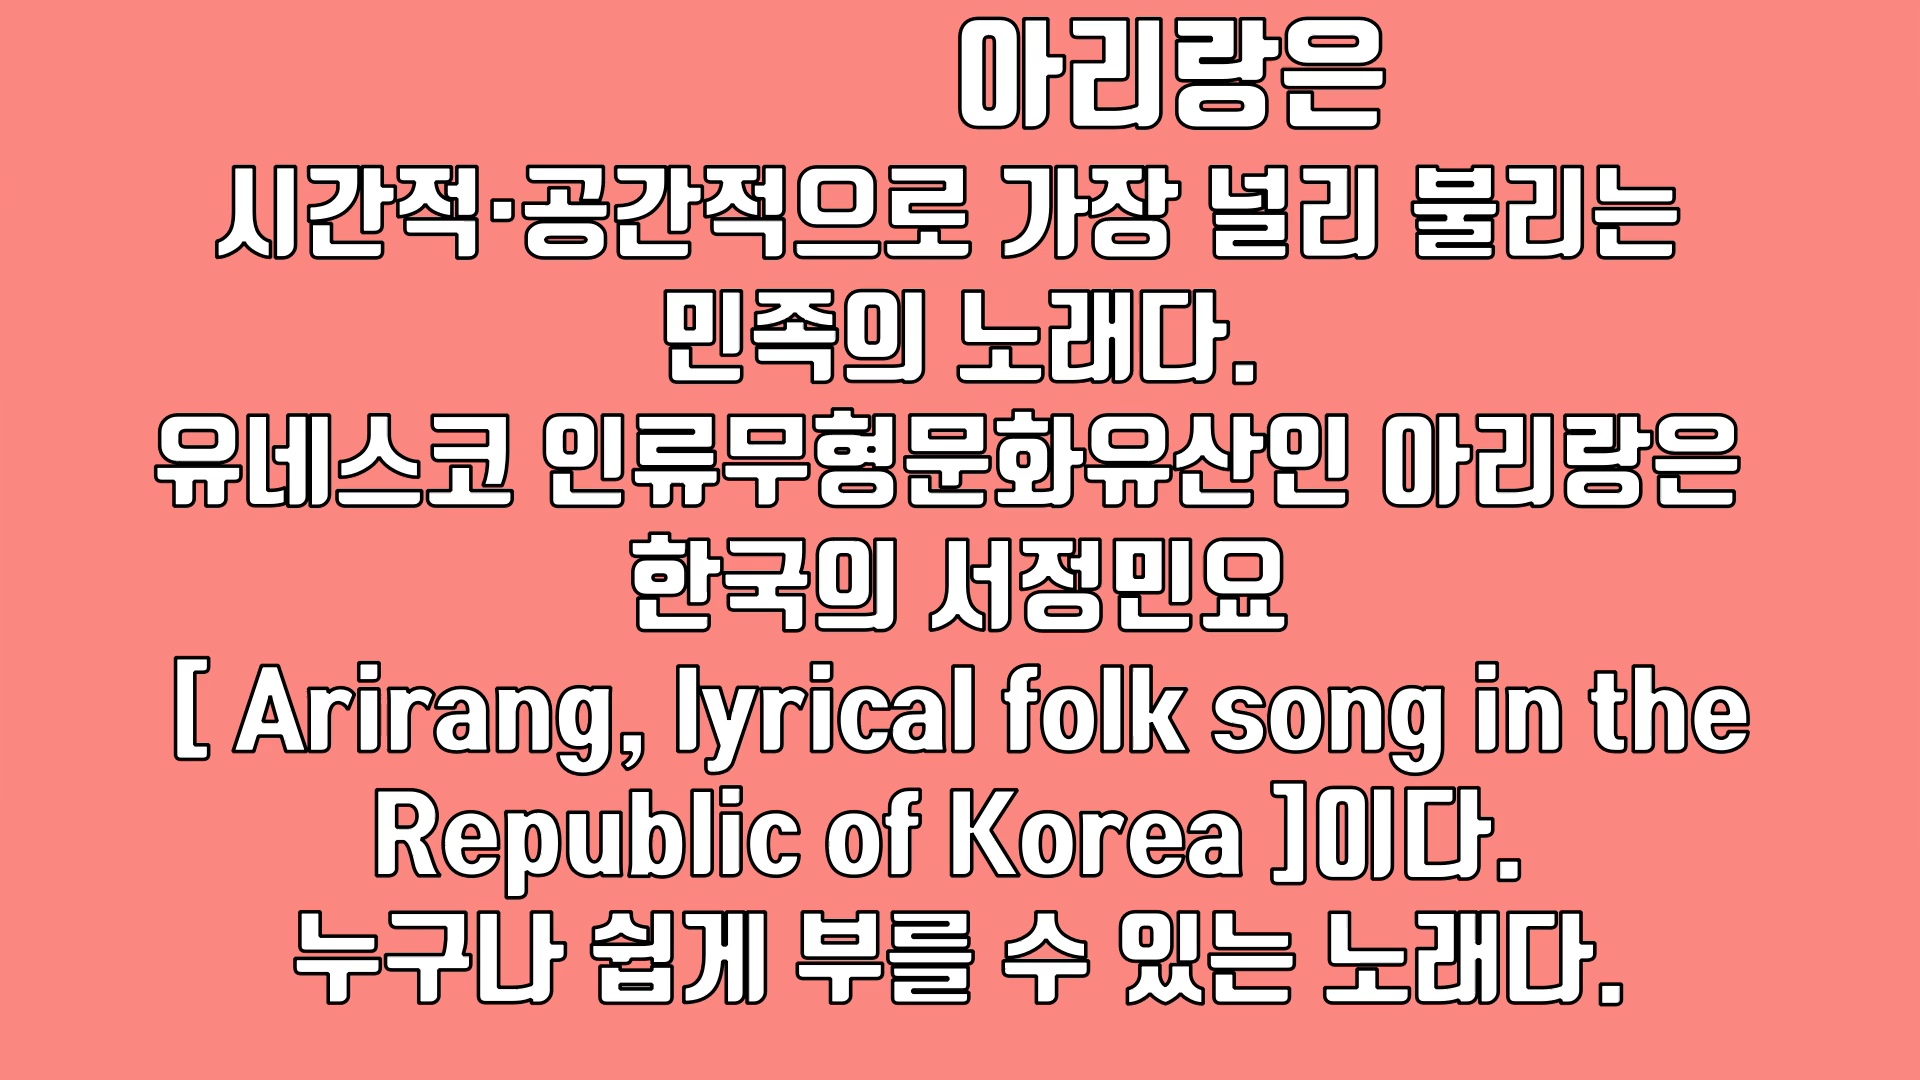 아리랑은
시간적·공간적으로 가장 널리 불리는
민족의 노래다.
유네스코 인류무형문화유산인 아리랑은
한국의 서정민요
[ Arirang, lyrical folk song in the
Republic of Korea ]이다.
누구나 쉽게 부를 수 있는 노래다.